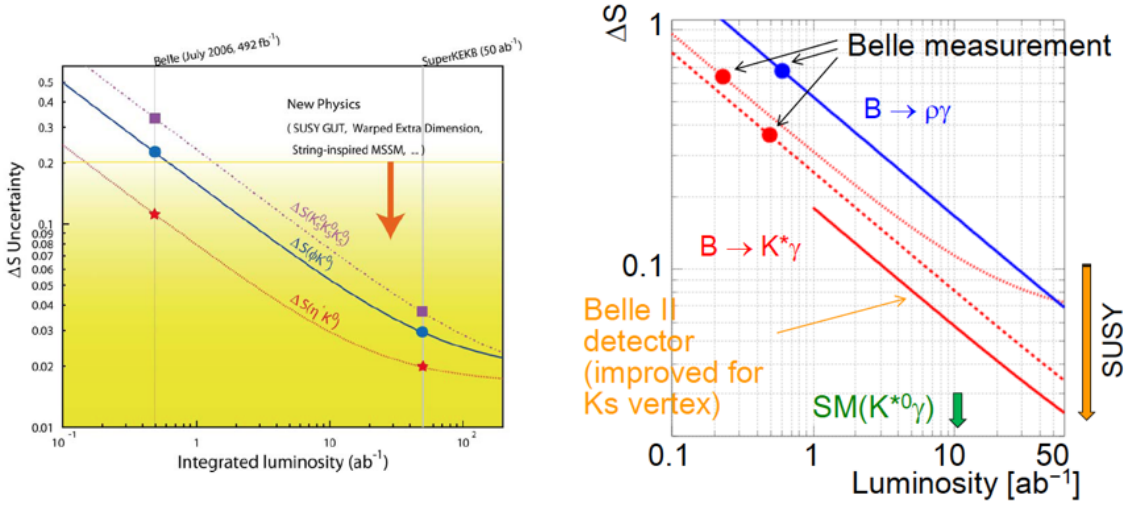 Belle (July 2006, 492 fb⁻¹)
SuperKEKB (50 ab⁻¹)
ΔS Uncertainty
0.5
0.4
0.3
0.2
0.1
0.09
0.08
0.07
0.06
0.05
0.04
0.03
0.02
0.01
New Physics
( SUSY GUT, Warped Extra Dimension,
String-inspired MSSM, ... )
ΔS(K⁰SK⁰SK⁰S)
ΔS(φK⁰)
ΔS(η'K⁰)
10⁻¹
1
10
10²
Integrated luminosity (ab⁻¹)
ΔS
1
0.1
Belle measurement
B → ργ
B → K*γ
Belle II
detector
(improved for
Ks vertex)
SM(K*⁰γ)
SUSY
0.1
1
10
50
Luminosity [ab⁻¹]